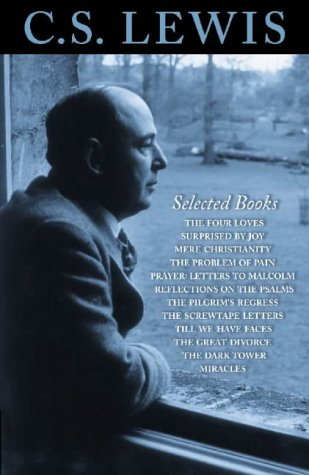 C.S. LEWIS
Selected Books
THE FOUR LOVES
SURPRISED BY JOY
MERE CHRISTIANITY
THE PROBLEM OF PAIN
PRAYER: LETTERS TO MALCOLM
REFLECTIONS ON THE PSALMS
THE PILGRIM'S REGRESS
THE SCREWTAPE LETTERS
TILL WE HAVE FACES
THE GREAT DIVORCE
THE DARK TOWER
MIRACLES